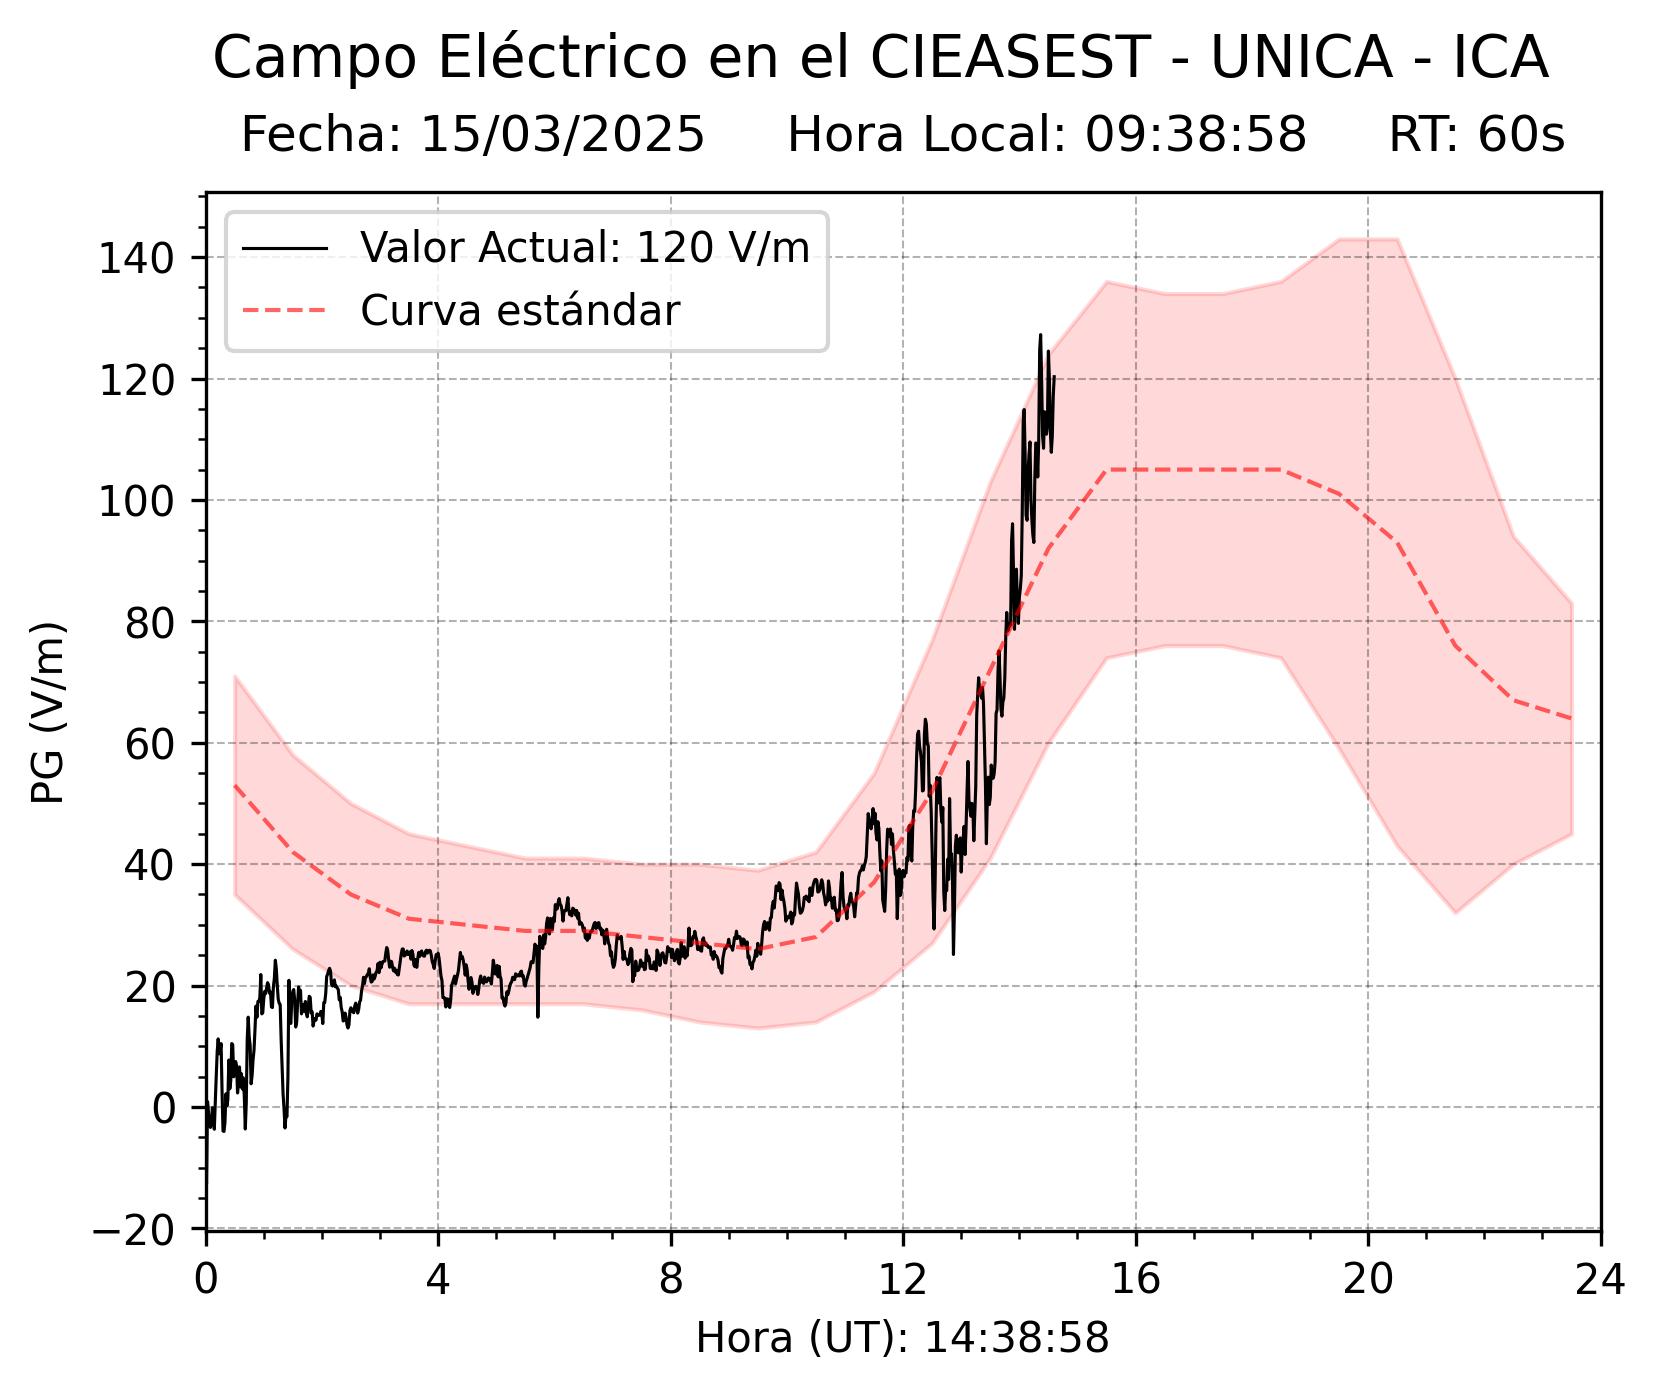 Campo Eléctrico en el CIEASEST - UNICA - ICA
Fecha: 15/03/2025 Hora Local: 09:38:58 RT: 60s
Valor Actual: 120 V/m
Curva estándar
140
120
100
80
60
40
20
0
−20
PG (V/m)
0 4 8 12 16 20 24
Hora (UT): 14:38:58